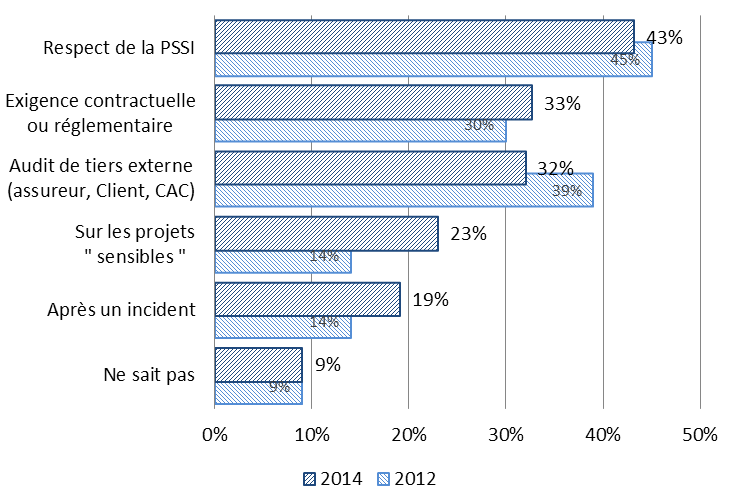 Respect de la PSSI
43%
45%
Exigence contractuelle
ou réglementaire
33%
30%
Audit de tiers externe
(assureur, Client, CAC)
32%
39%
Sur les projets
" sensibles "
23%
14%
Après un incident
19%
14%
Ne sait pas
9%
9%
0% 10% 20% 30% 40% 50%
2014 2012